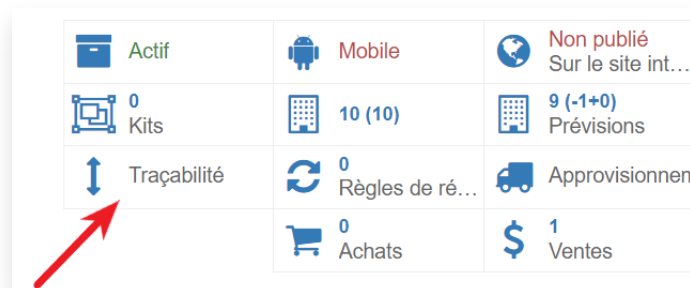 Actif
Mobile
Non publié
Sur le site int…
0
Kits
10 (10)
9 (-1+0)
Prévisions
Traçabilité
0
Règles de ré…
Approvisionnem
0
Achats
1
Ventes